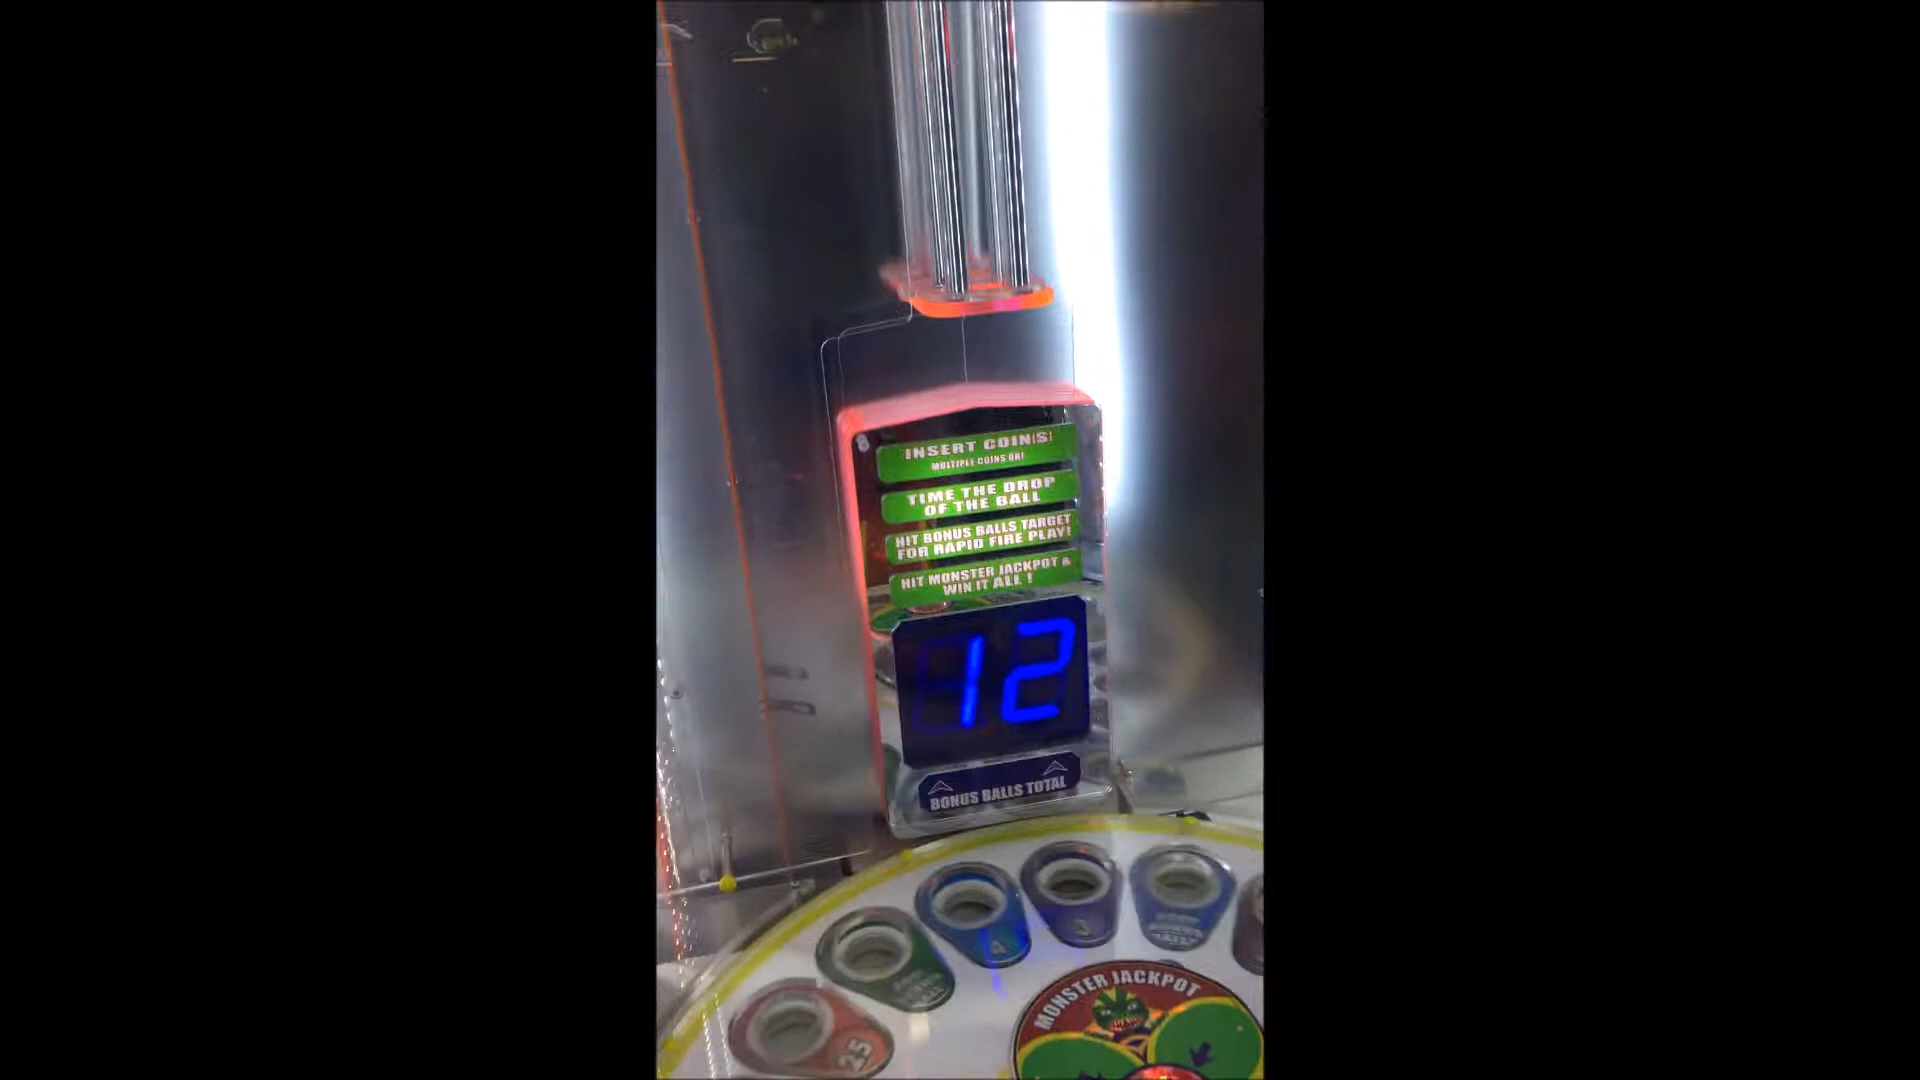 8
INSERT COIN(S)
MULTIPLE COINS OK!
TIME THE DROP
OF THE BALL
HIT BONUS BALLS TARGET
FOR RAPID FIRE PLAY!
HIT MONSTER JACKPOT &
WIN IT ALL !
12
BONUS BALLS TOTAL
4
3
25
MONSTER JACKPOT